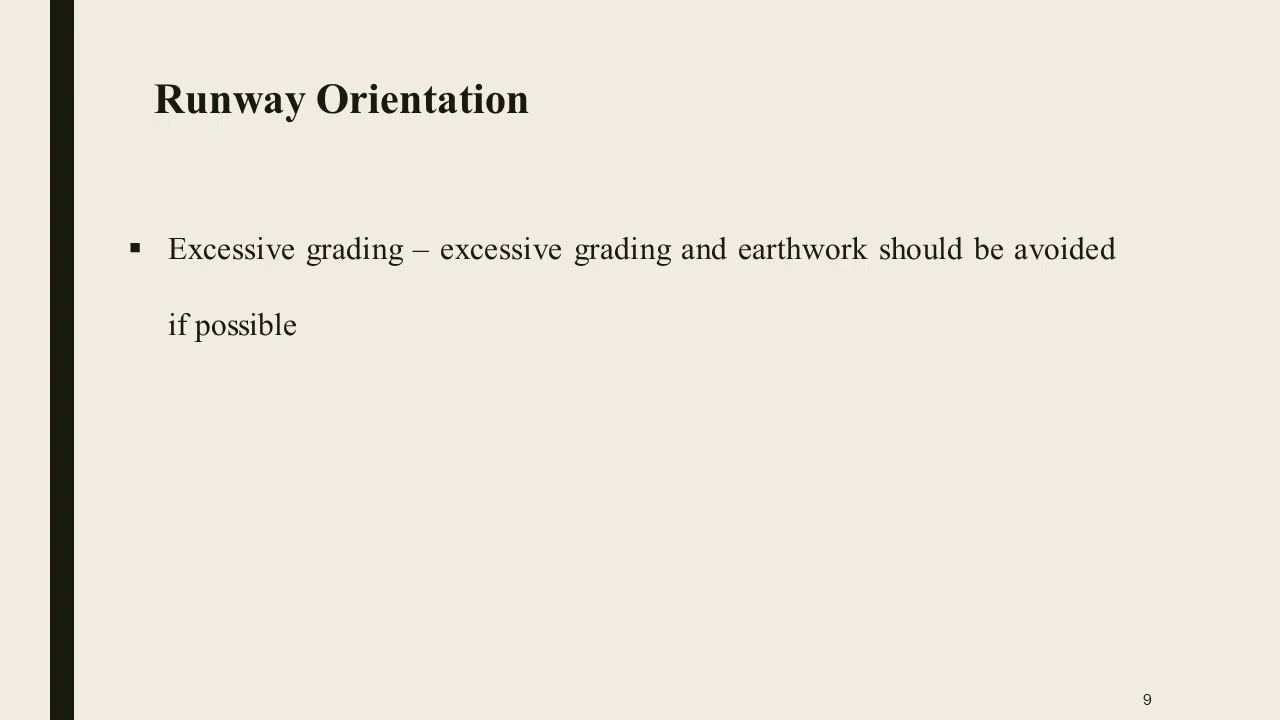 Runway Orientation
▪ Excessive grading – excessive grading and earthwork should be avoided
if possible
9